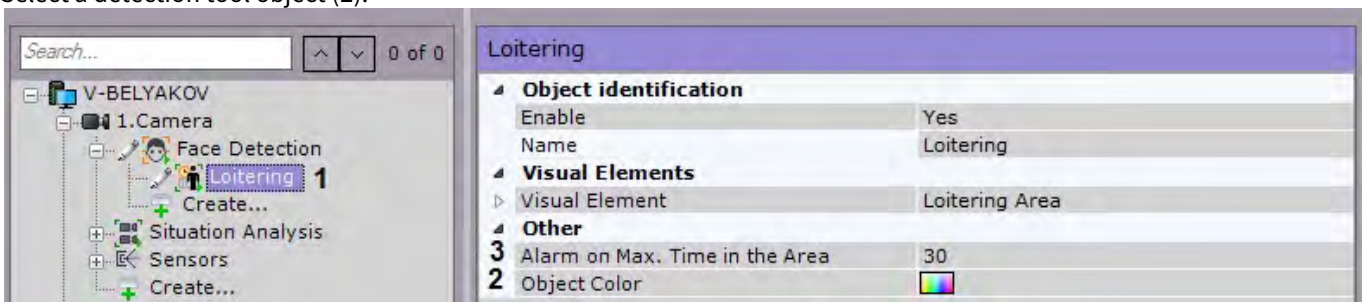 Select a detection tool object (1).
Search...
0 of 0
V-BELYAKOV
1.Camera
Face Detection
Loitering 1
Create...
Situation Analysis
Sensors
Create...
Loitering
Object identification
Enable Yes
Name Loitering
Visual Elements
Visual Element Loitering Area
Other
3 Alarm on Max. Time in the Area 30
2 Object Color